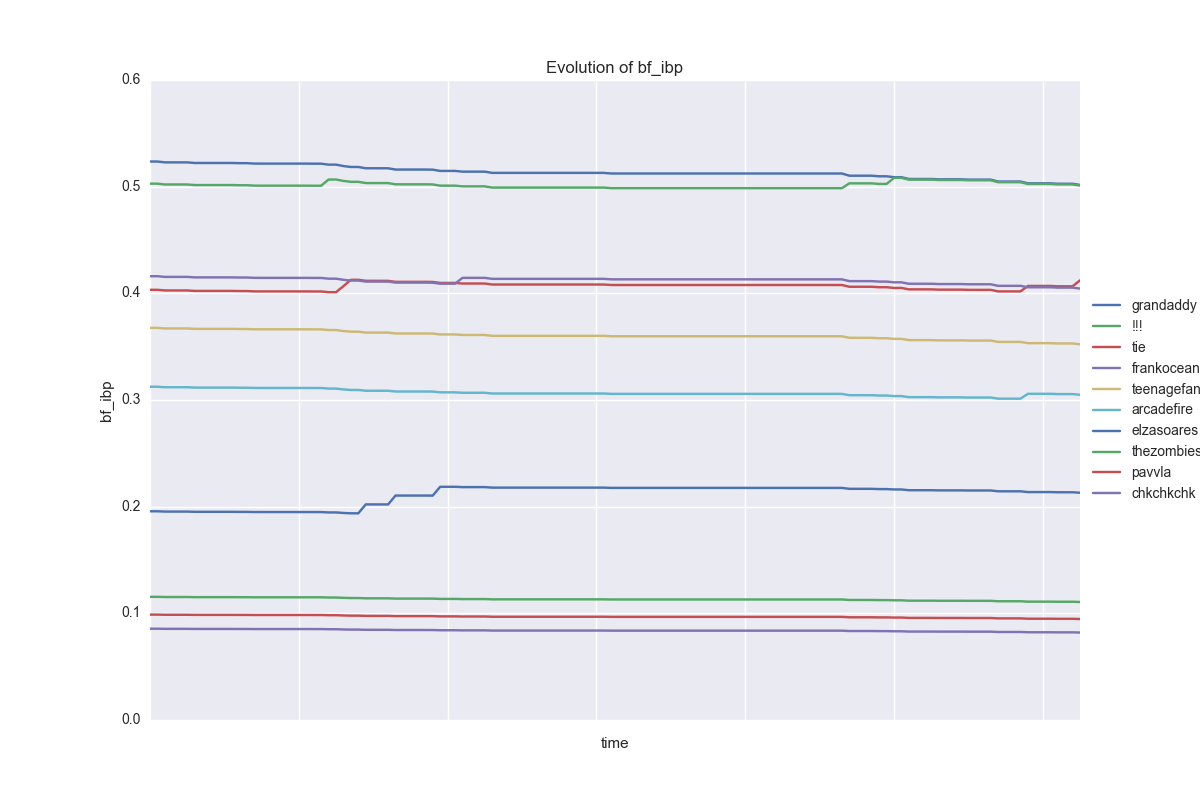 Evolution of bf_ibp
0.6
0.5
0.4
0.3
0.2
0.1
0.0
bf_ibp
time
grandaddy
!!!
tie
frankocean
teenagefan
arcadefire
elzasoares
thezombies
pavvla
chkchkchk